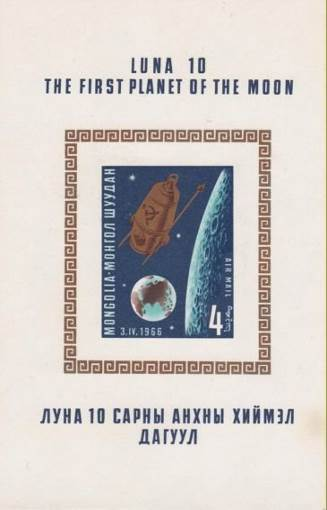 LUNA 10
THE FIRST PLANET OF THE MOON
MONGOLIA-МОНГОЛ ШУУДАН
AIR MAIL
3.IV.1966
4
ЛУНА 10 САРНЫ АНХНЫ ХИЙМЭЛ
ДАГУУЛ